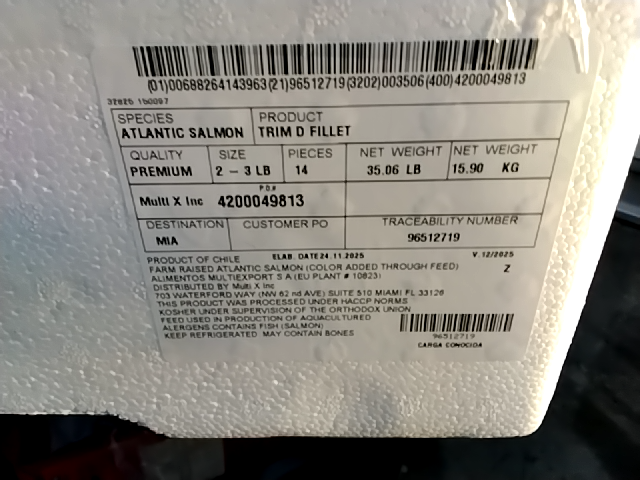 (01)00688264143963(21)96512719(3202)003506(400)4200049813
SPECIES
ATLANTIC SALMON
PRODUCT
TRIM D FILLET
QUALITY
PREMIUM
SIZE
2 - 3 LB
PIECES
14
NET WEIGHT
35.06 LB
NET WEIGHT
15.90 KG
Multi X Inc
P.O.#
4200049813
DESTINATION
MIA
CUSTOMER PO
TRACEABILITY NUMBER
96512719
PRODUCT OF CHILE ELAB. DATE 24.11.2025 V. 12/2025
FARM RAISED ATLANTIC SALMON (COLOR ADDED THROUGH FEED) Z
ALIMENTOS MULTIEXPORT S A (EU PLANT # 10623)
DISTRIBUTED BY Multi X Inc
703 WATERFORD WAY (NW 62 nd AVE) SUITE 510 MIAMI FL 33126
THIS PRODUCT WAS PROCESSED UNDER HACCP NORMS
KOSHER UNDER SUPERVISION OF THE ORTHODOX UNION
FEED USED IN PRODUCTION OF AQUACULTURED
ALERGENS CONTAINS FISH (SALMON)
KEEP REFRIGERATED MAY CONTAIN BONES
96512719
CARGA CONOCIDA